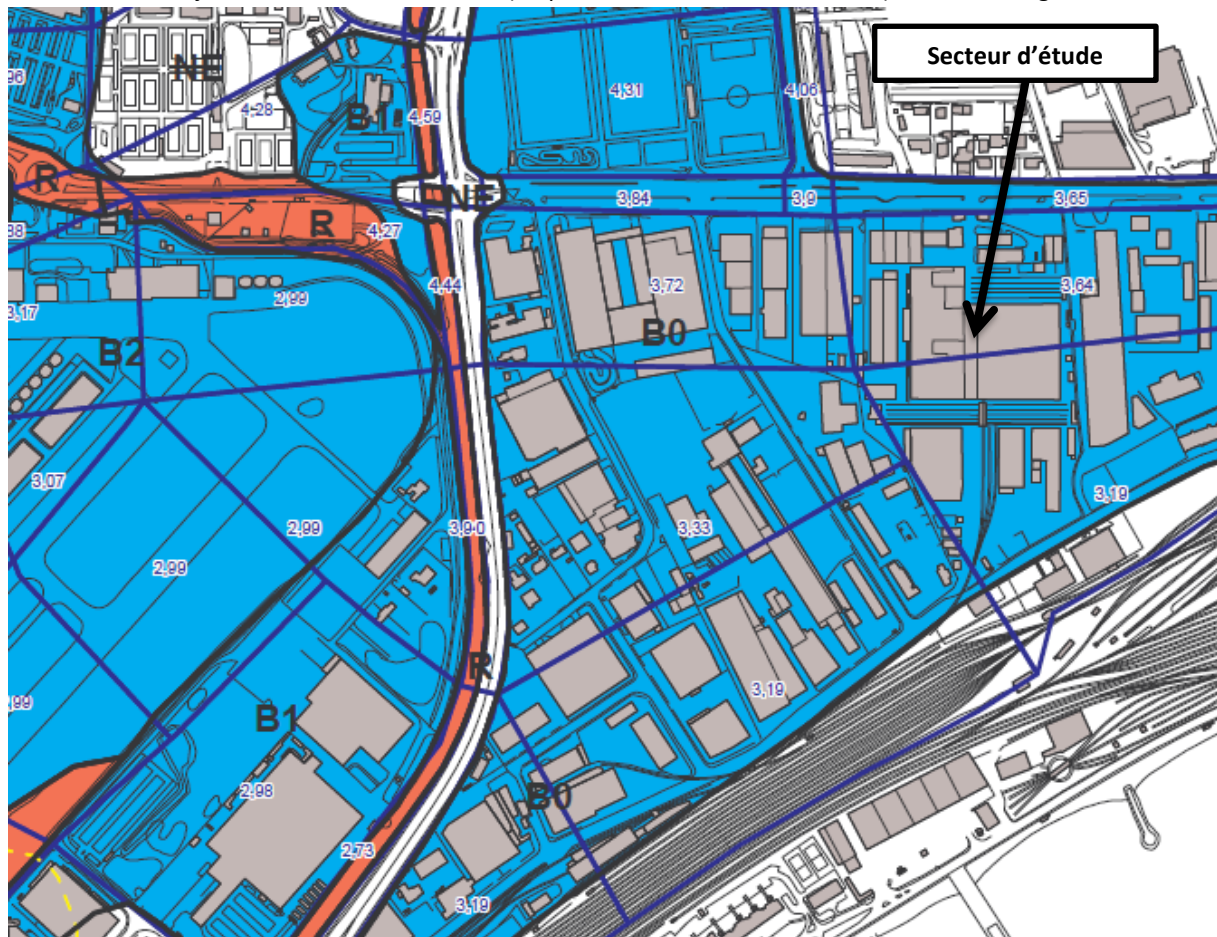 Secteur d'étude
NE
4,31
4,06
4,28
B1
4,59
R
NE
3,84
3,9
3,65
R
4,27
4,44
3,72
3,64
2,99
3,17
B0
B2
3,07
2,99
3,90
3,33
3,19
2,99
R
3,19
B1
2,98
B0
2,73
3,19